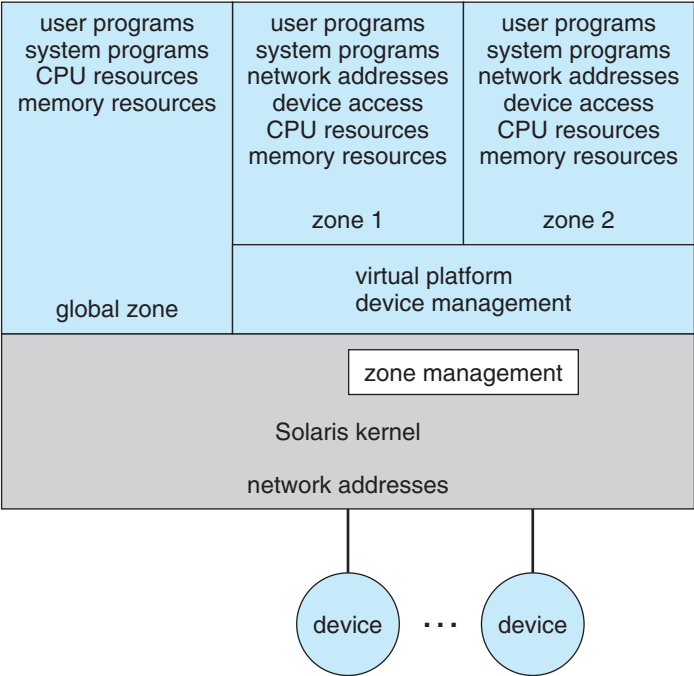 user programs
system programs
CPU resources
memory resources
global zone
user programs
system programs
network addresses
device access
CPU resources
memory resources
zone 1
user programs
system programs
network addresses
device access
CPU resources
memory resources
zone 2
virtual platform
device management
zone management
Solaris kernel
network addresses
device
...
device